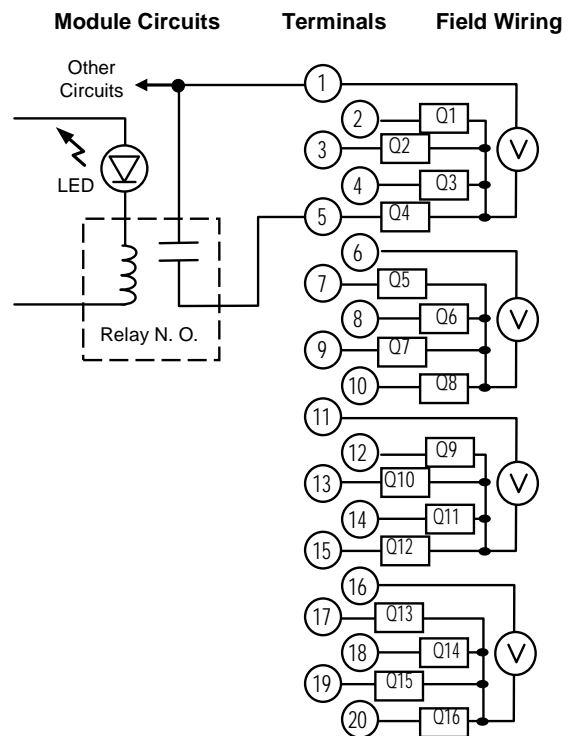 Module Circuits Terminals Field Wiring
Other
Circuits
LED
Relay N. O.
1
2 Q1
3 Q2
V
4 Q3
5 Q4
6
7 Q5
8 Q6
V
9 Q7
10 Q8
11
12 Q9
13 Q10
V
14 Q11
15 Q12
16
17 Q13
18 Q14
V
19 Q15
20 Q16